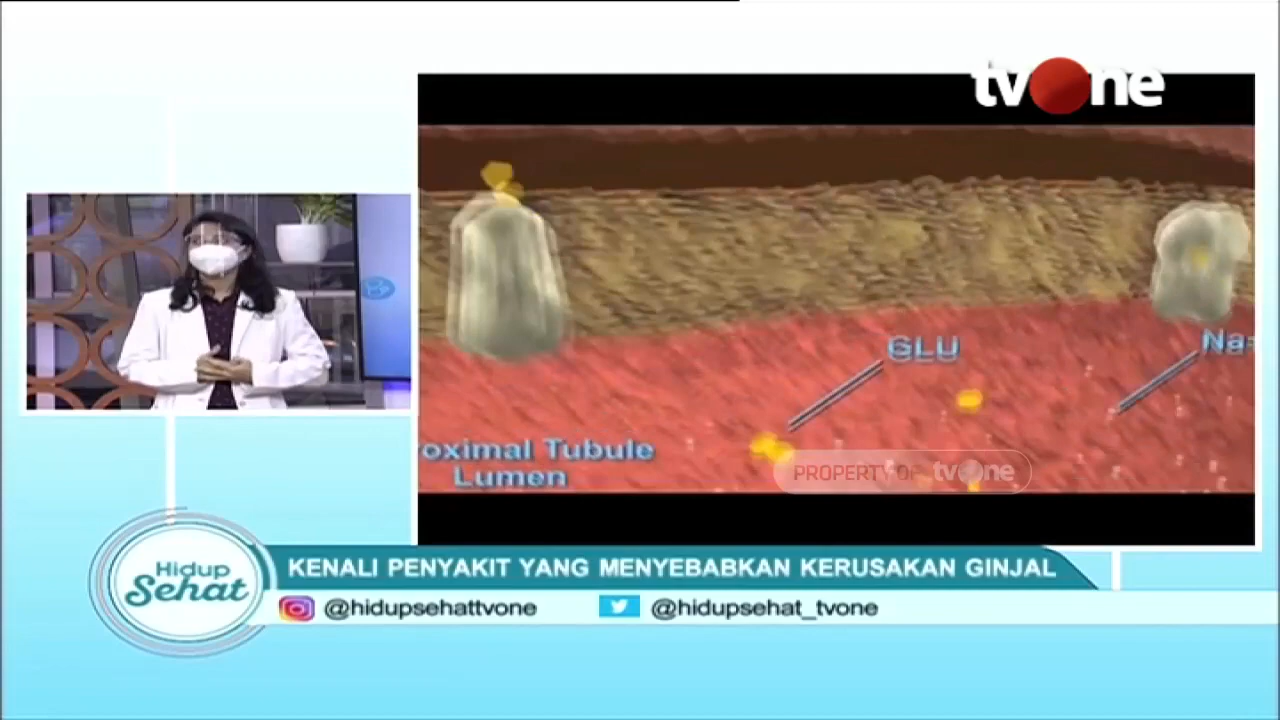 tvOne
GLU
Na+
oximal Tubule
Lumen
PROPERTY OF tvOne
Hidup
Sehat
KENALI PENYAKIT YANG MENYEBABKAN KERUSAKAN GINJAL
@hidupsehattvone @hidupsehat_tvone